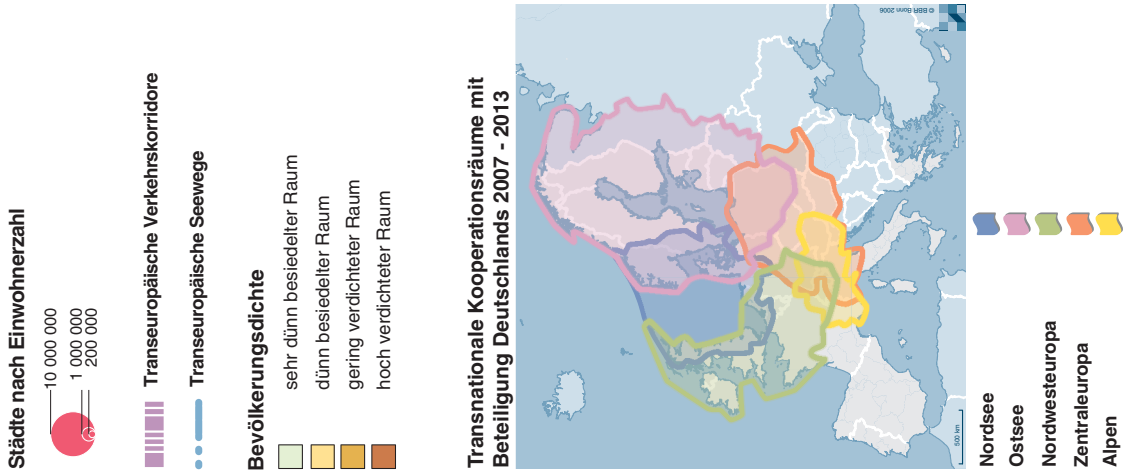 Städte nach Einwohnerzahl
10 000 000
1 000 000
200 000
Transeuropäische Verkehrskorridore
Transeuropäische Seewege
Bevölkerungsdichte
sehr dünn besiedelter Raum
dünn besiedelter Raum
gering verdichteter Raum
hoch verdichteter Raum
Transnationale Kooperationsräume mit
Beteiligung Deutschlands 2007 - 2013
© BBR Bonn 2006
500 km
Nordsee
Ostsee
Nordwesteuropa
Zentraleuropa
Alpen